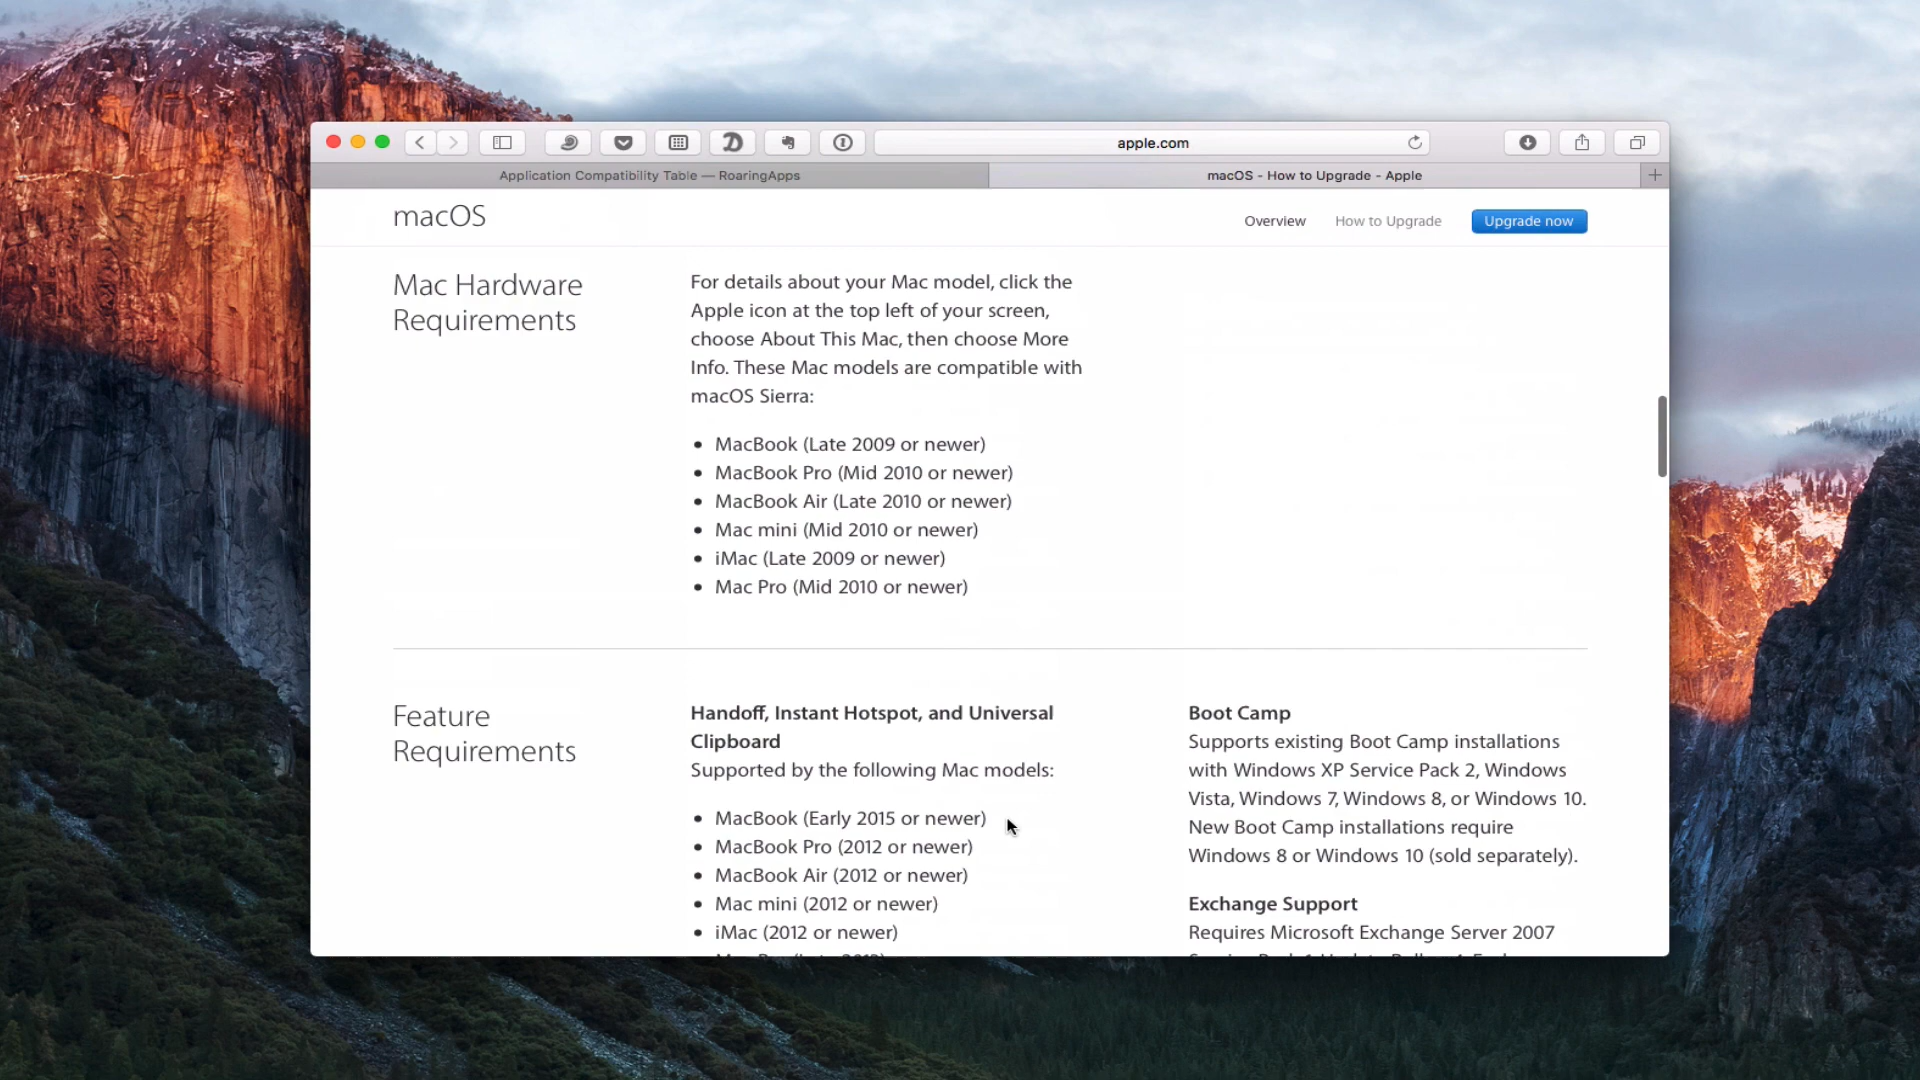 apple.com
Application Compatibility Table — RoaringApps
macOS - How to Upgrade - Apple
macOS
Overview
How to Upgrade
Upgrade now
Mac Hardware
Requirements
For details about your Mac model, click the
Apple icon at the top left of your screen,
choose About This Mac, then choose More
Info. These Mac models are compatible with
macOS Sierra:
• MacBook (Late 2009 or newer)
• MacBook Pro (Mid 2010 or newer)
• MacBook Air (Late 2010 or newer)
• Mac mini (Mid 2010 or newer)
• iMac (Late 2009 or newer)
• Mac Pro (Mid 2010 or newer)
Feature
Requirements
Handoff, Instant Hotspot, and Universal
Clipboard
Supported by the following Mac models:
• MacBook (Early 2015 or newer)
• MacBook Pro (2012 or newer)
• MacBook Air (2012 or newer)
• Mac mini (2012 or newer)
• iMac (2012 or newer)
Boot Camp
Supports existing Boot Camp installations
with Windows XP Service Pack 2, Windows
Vista, Windows 7, Windows 8, or Windows 10.
New Boot Camp installations require
Windows 8 or Windows 10 (sold separately).
Exchange Support
Requires Microsoft Exchange Server 2007